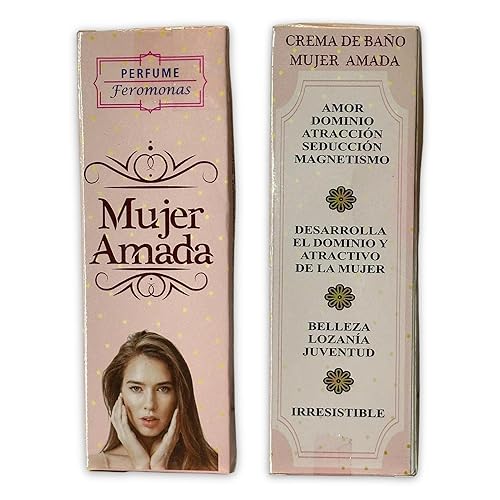 PERFUME
Feromonas
Mujer
Amada
CREMA DE BAÑO
MUJER AMADA
AMOR
DOMINIO
ATRACCIÓN
SEDUCCIÓN
MAGNETISMO
DESARROLLA
EL DOMINIO Y
ATRACTIVO
DE LA MUJER
BELLEZA
LOZANÍA
JUVENTUD
IRRESISTIBLE